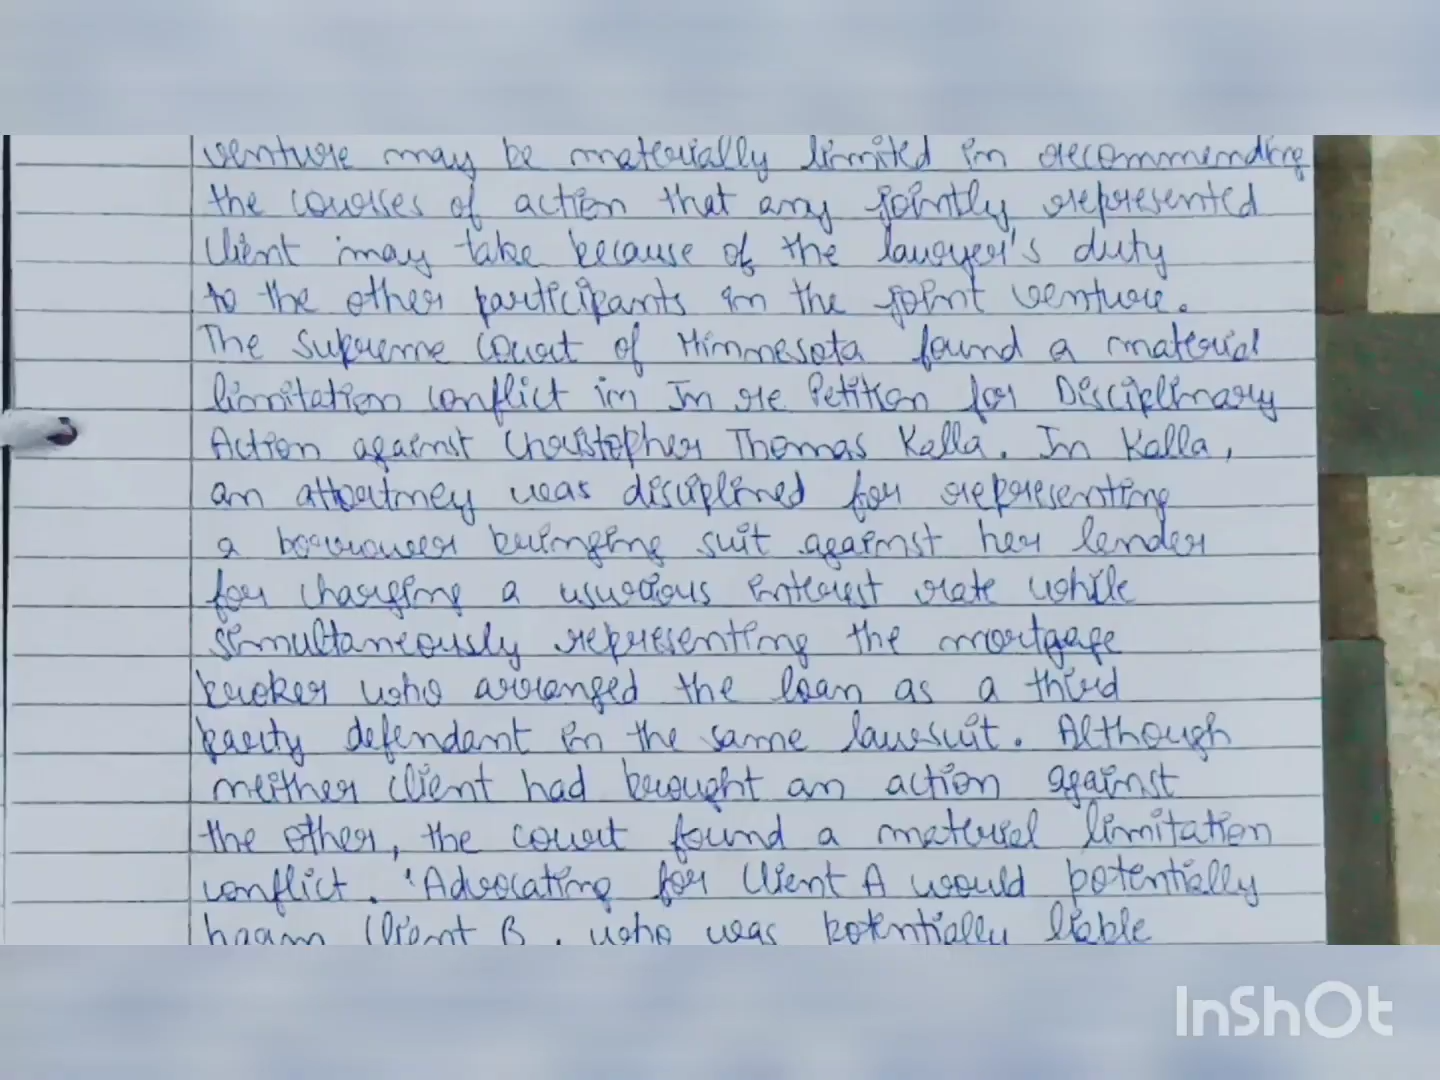 venture may be materially limited in recommending
the courses of action that any jointly represented
client may take because of the lawyer's duty
to the other participants in the joint venture.
The Supreme Court of Minnesota found a material
limitation conflict in In re Petition for Disciplinary
Action against Christopher Thomas Kalla. In Kalla,
an attortney was disciplined for representing
a borrower bringing suit against her lender
for charging a usurious interest rate while
simultaneously representing the mortgage
broker who arranged the loan as a third
party defendant in the same lawsuit. Although
neither client had brought an action against
the other, the court found a material limitation
conflict. 'Advocating for Client A would potentially
harm Client B, who was potentially liable
InShOt